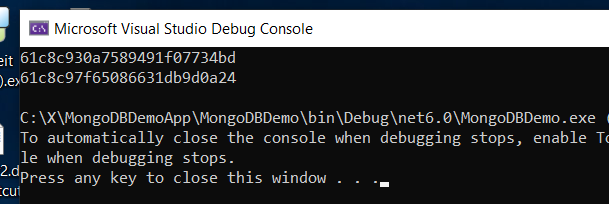 Microsoft Visual Studio Debug Console
61c8c930a7589491f07734bd
61c8c97f65086631db9d0a24
C:\X\MongoDBDemoApp\MongoDBDemo\bin\Debug\net6.0\MongoDBDemo.exe (
To automatically close the console when debugging stops, enable To
le when debugging stops.
Press any key to close this window . . .